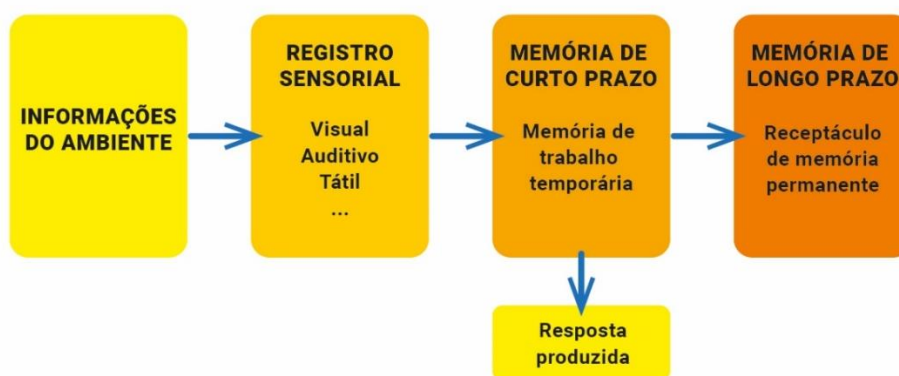 INFORMAÇÕES
DO AMBIENTE
REGISTRO
SENSORIAL
Visual
Auditivo
Tátil
...
MEMÓRIA DE
CURTO PRAZO
Memória de
trabalho
temporária
MEMÓRIA DE
LONGO PRAZO
Receptáculo
de memória
permanente
Resposta
produzida